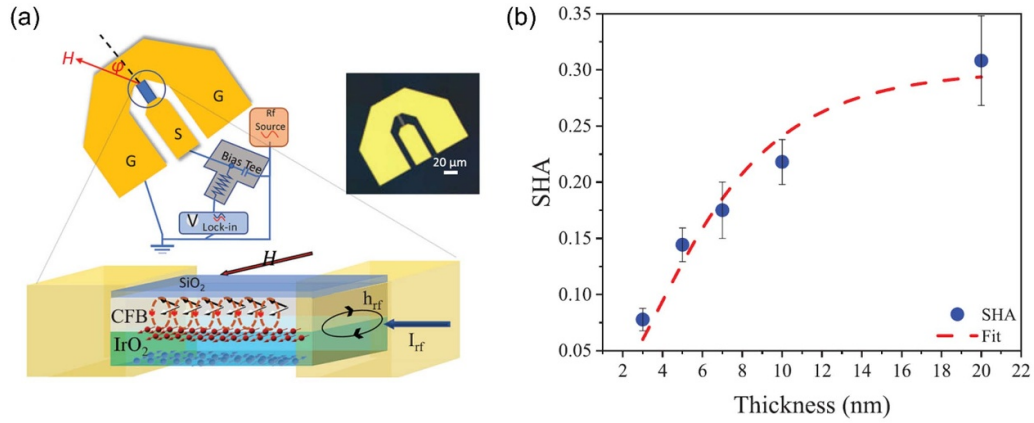 (a)
H
φ
G
S
G
Rf
Source
Bias Tee
V
Lock-in
20 μm
H
SiO2
CFB
IrO2
hrf
Irf
(b)
0.35
0.30
0.25
0.20
0.15
0.10
0.05
SHA
SHA
Fit
2 4 6 8 10 12 14 16 18 20 22
Thickness (nm)